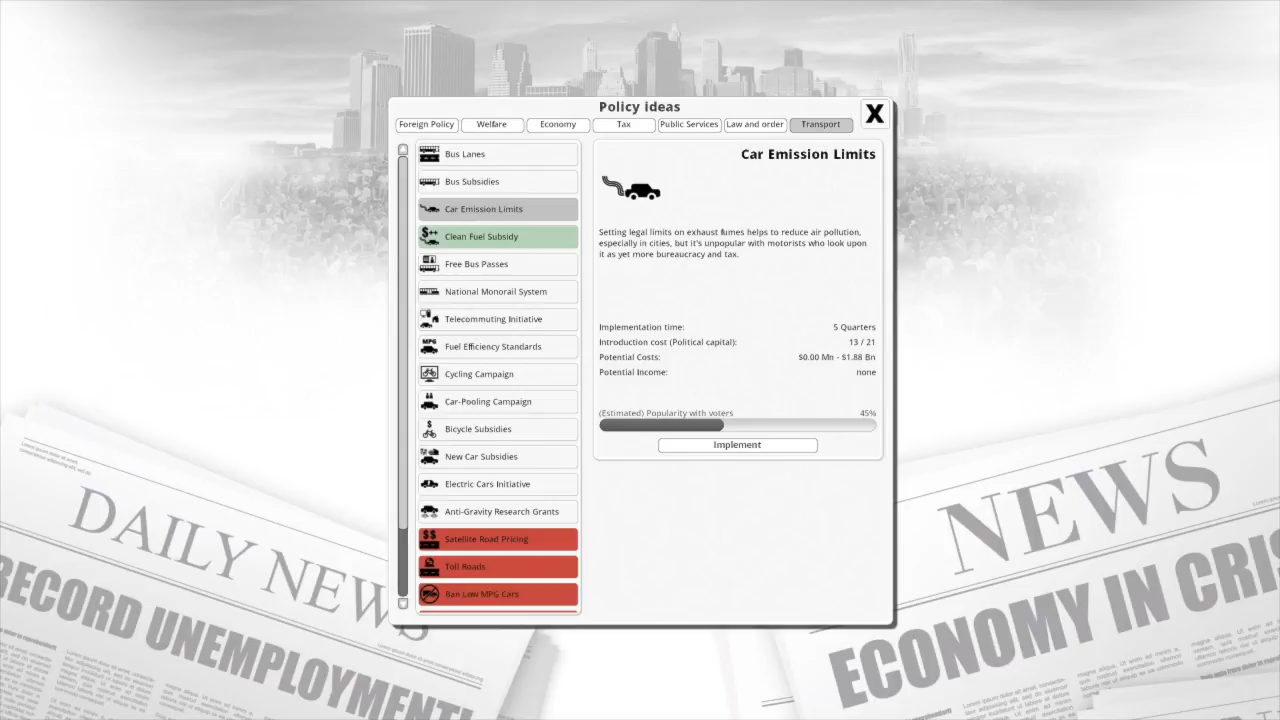 Policy ideas
X
Foreign Policy
Welfare
Economy
Tax
Public Services
Law and order
Transport
Bus Lanes
Bus Subsidies
Car Emission Limits
Clean Fuel Subsidy
Free Bus Passes
National Monorail System
Telecommuting Initiative
MPG
Fuel Efficiency Standards
Cycling Campaign
Car-Pooling Campaign
Bicycle Subsidies
New Car Subsidies
Electric Cars Initiative
Anti-Gravity Research Grants
Satellite Road Pricing
Toll Roads
Ban Low MPG Cars
Car Emission Limits
Setting legal limits on exhaust fumes helps to reduce air pollution,
especially in cities, but it's unpopular with motorists who look upon
it as yet more bureaucracy and tax.
Implementation time: 5 Quarters
Introduction cost (Political capital): 13 / 21
Potential Costs: $0.00 Mn - $1.88 Bn
Potential Income: none
(Estimated) Popularity with voters 45%
Implement
DAILY NEWS
RECORD UNEMPLOYMENT
NEWS
ECONOMY IN CRIS